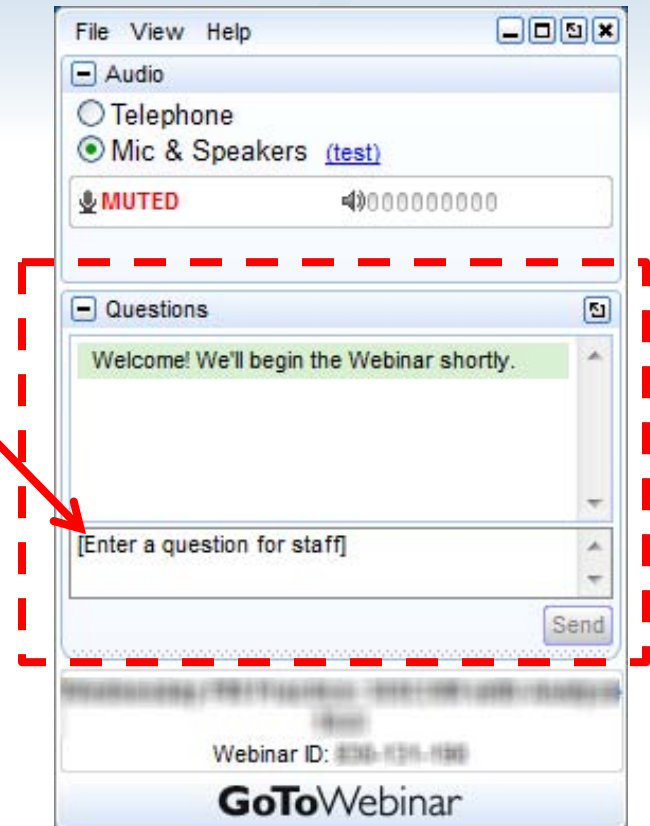 File View Help
Audio
Telephone
Mic & Speakers (test)
MUTED 000000000
Questions
Welcome! We'll begin the Webinar shortly.
[Enter a question for staff]
Send
Webinar ID:
GoToWebinar